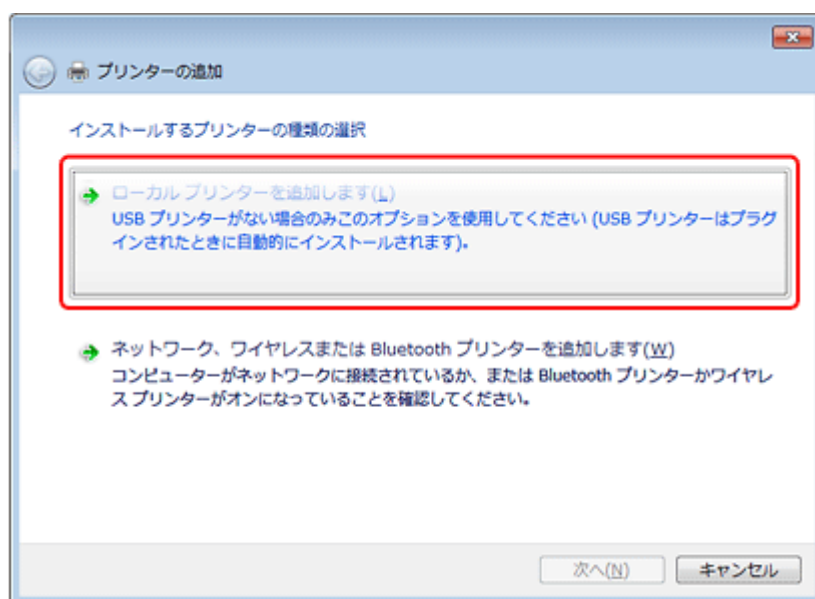 プリンターの追加
インストールするプリンターの種類の選択
ローカル プリンターを追加します(L)
USB プリンターがない場合のみこのオプションを使用してください (USB プリンターはプラグ
インされたときに自動的にインストールされます)。
ネットワーク、ワイヤレスまたは Bluetooth プリンターを追加します(W)
コンピューターがネットワークに接続されているか、または Bluetooth プリンターかワイヤレ
ス プリンターがオンになっていることを確認してください。
次へ(N)
キャンセル